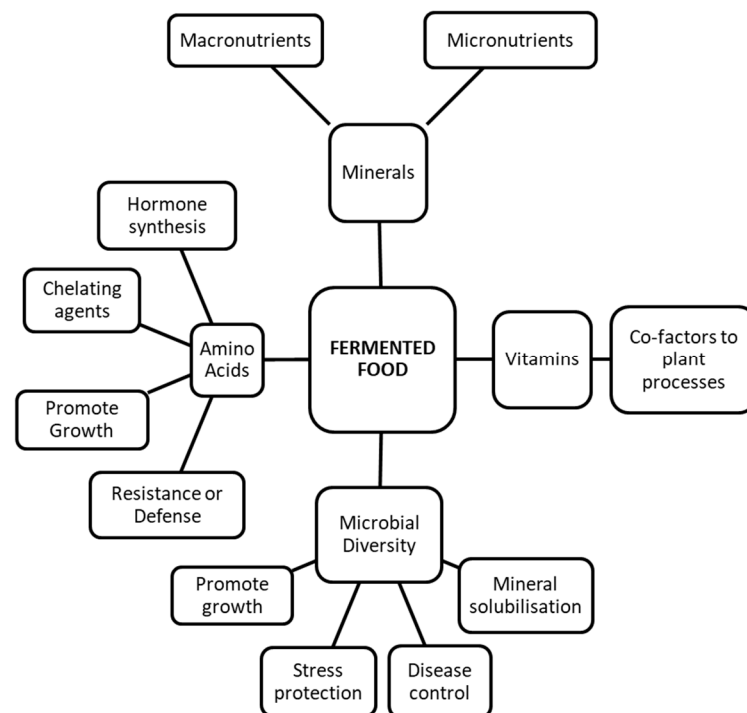 Macronutrients
Micronutrients
Minerals
Hormone
synthesis
Chelating
agents
Amino
Acids
Promote
Growth
Resistance or
Defense
FERMENTED
FOOD
Vitamins
Co-factors to
plant
processes
Microbial
Diversity
Promote
growth
Stress
protection
Disease
control
Mineral
solubilisation